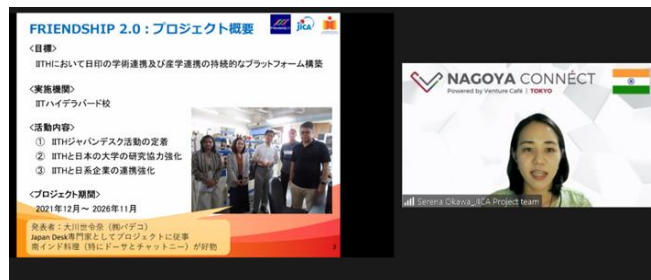 FRIENDSHIP 2.0：プロジェクト概要
JICA
<目標>
IITHにおいて日印の学術連携及び産学連携の持続的なプラットフォーム構築
<実施機関>
IITハイデラバード校
<活動内容>
① IITHジャパンデスク活動の定着
② IITHと日本の大学の研究協力強化
③ IITHと日系企業の連携強化
<プロジェクト期間>
2021年12月～ 2026年11月
発表者：大川世令奈（㈱パデコ）
Japan Desk専門家としてプロジェクトに従事
南インド料理（特にドーサとチャットニー）が好物
3
NAGOYA CONNÉCT
Powered by Venture Café | TOKYO
Serena Oikawa_JICA Project team